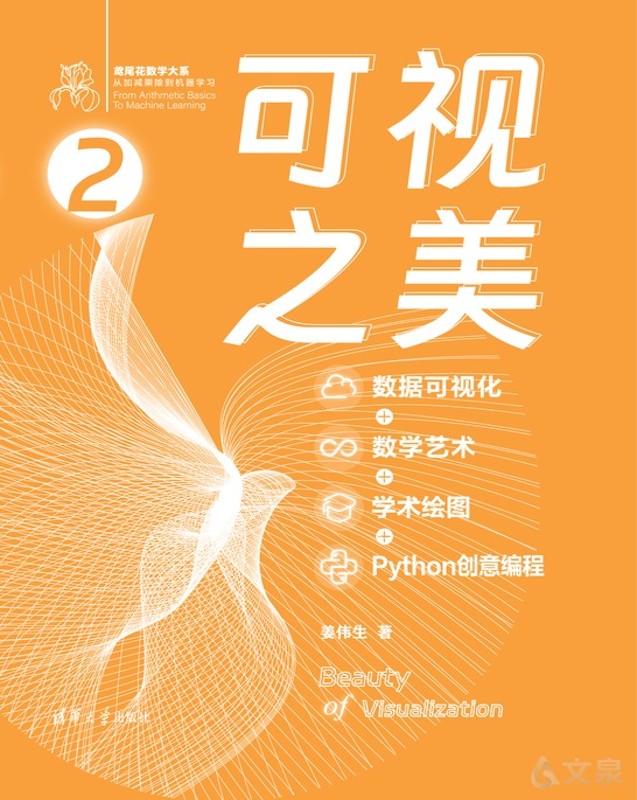 鸢尾花数学大系
从加减乘除到机器学习
From Arithmetic Basics
To Machine Learning
2
可视
之美
数据可视化
+
数学艺术
+
学术绘图
+
Python创意编程
姜伟生 著
Beauty
of Visualization
清华大学出版社
文泉